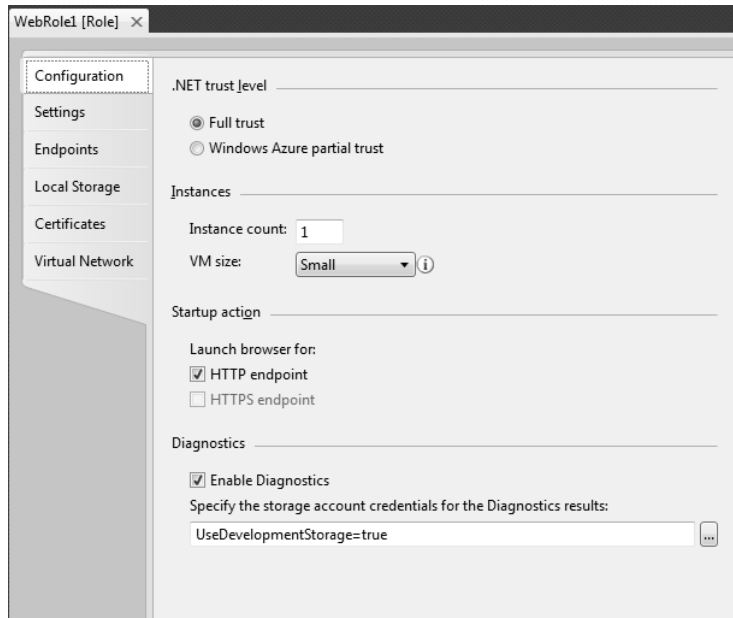 WebRole1 [Role]
Configuration
Settings
Endpoints
Local Storage
Certificates
Virtual Network
.NET trust level
Full trust
Windows Azure partial trust
Instances
Instance count: 1
VM size: Small
Startup action
Launch browser for:
HTTP endpoint
HTTPS endpoint
Diagnostics
Enable Diagnostics
Specify the storage account credentials for the Diagnostics results:
UseDevelopmentStorage=true ...